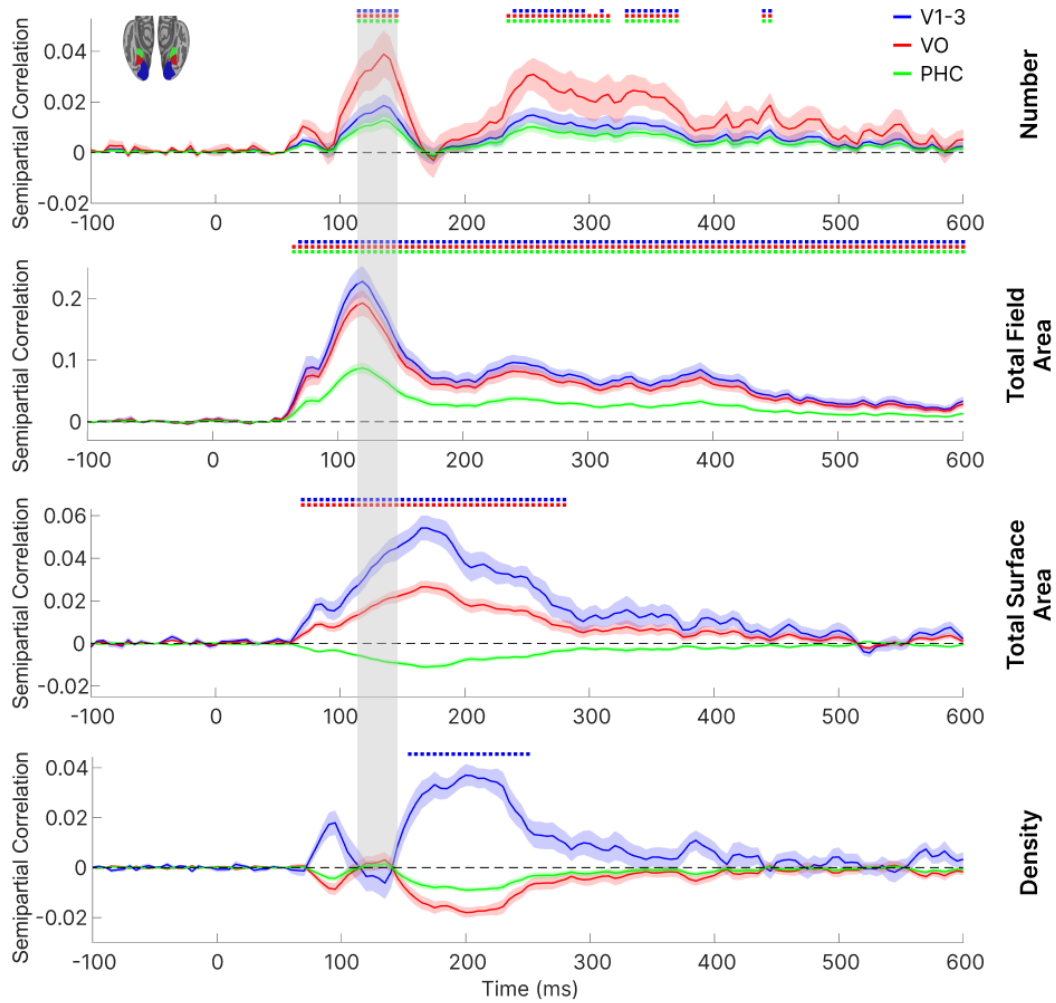 V1-3
VO
PHC
Semipartial Correlation
0.04
0.02
0
-0.02
-100 0 100 200 300 400 500 600
Number
Semipartial Correlation
0.2
0.1
0
-100 0 100 200 300 400 500 600
Total Field
Area
Semipartial Correlation
0.06
0.04
0.02
0
-0.02
-100 0 100 200 300 400 500 600
Total Surface
Area
Semipartial Correlation
0.04
0.02
0
-0.02
-100 0 100 200 300 400 500 600
Time (ms)
Density